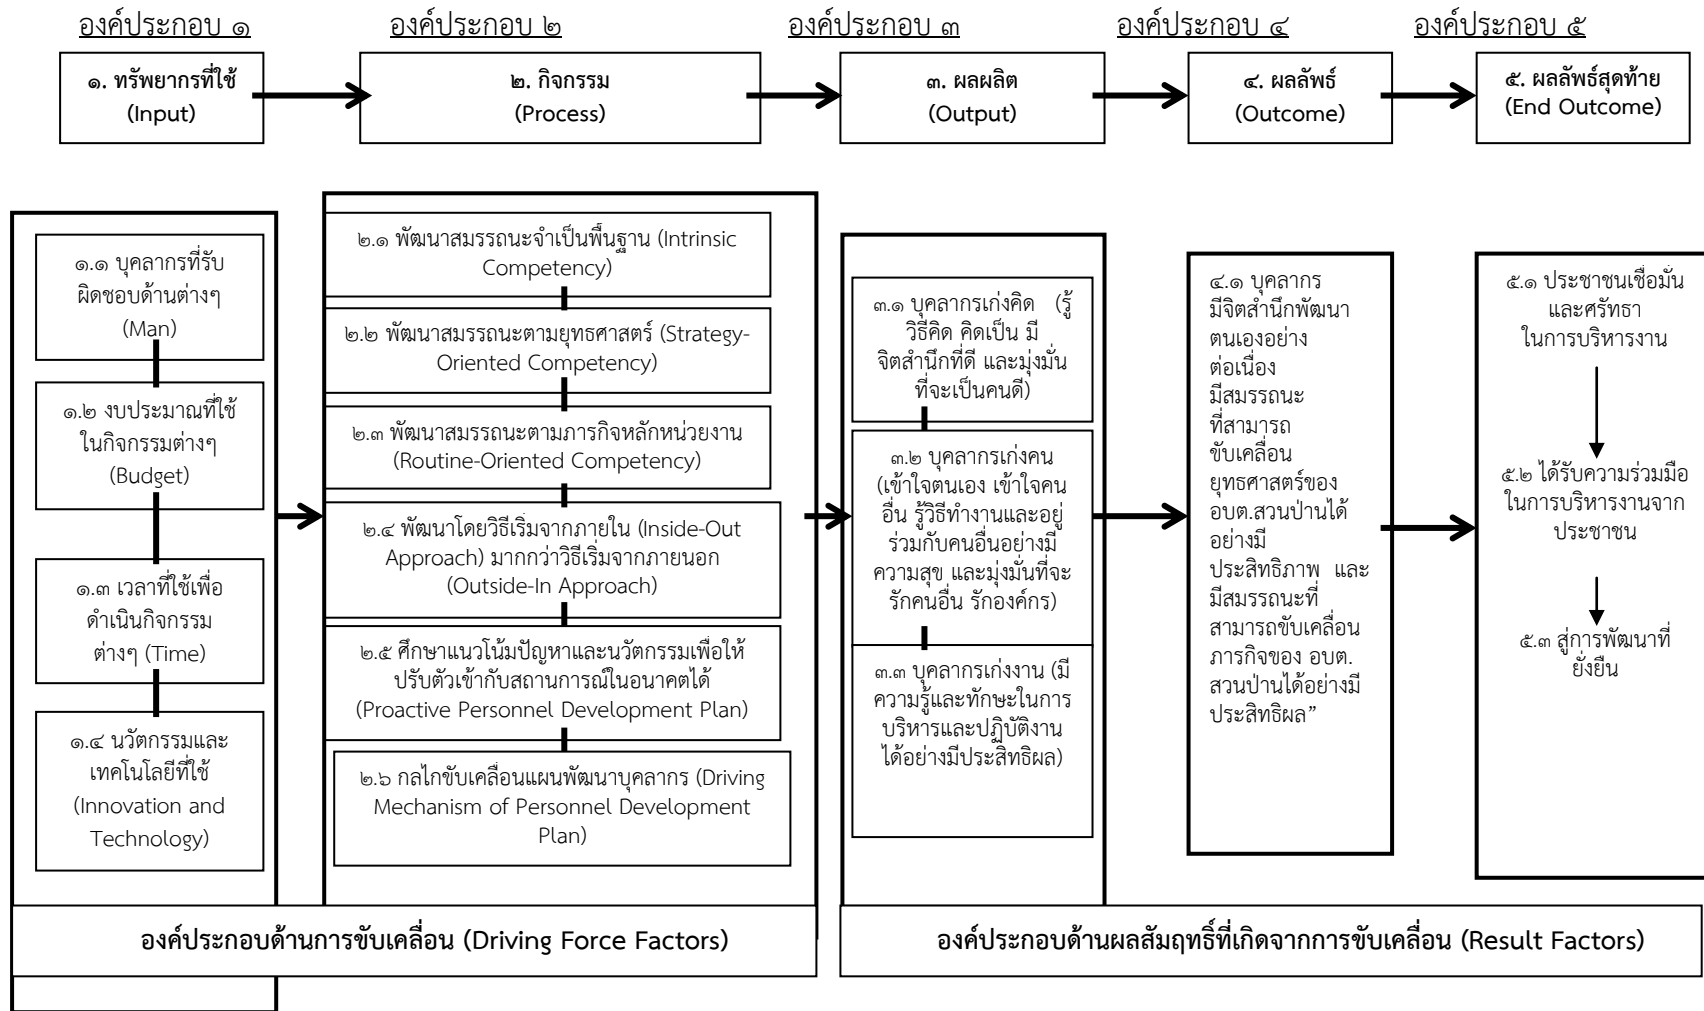 องค์ประกอบ ๑
องค์ประกอบ ๒
องค์ประกอบ ๓
องค์ประกอบ ๔
องค์ประกอบ ๕
๑. ทรัพยากรที่ใช้
(Input)
๒. กิจกรรม
(Process)
๓. ผลผลิต
(Output)
๔. ผลลัพธ์
(Outcome)
๕. ผลลัพธ์สุดท้าย
(End Outcome)
๑.๑ บุคลากรที่รับ
ผิดชอบด้านต่างๆ
(Man)
๑.๒ งบประมาณที่ใช้
ในกิจกรรมต่างๆ
(Budget)
๑.๓ เวลาที่ใช้เพื่อ
ดำเนินกิจกรรม
ต่างๆ (Time)
๑.๔ นวัตกรรมและ
เทคโนโลยีที่ใช้
(Innovation and
Technology)
๒.๑ พัฒนาสมรรถนะจำเป็นพื้นฐาน (Intrinsic
Competency)
๒.๒ พัฒนาสมรรถนะตามยุทธศาสตร์ (Strategy-
Oriented Competency)
๒.๓ พัฒนาสมรรถนะตามภารกิจหลักหน่วยงาน
(Routine-Oriented Competency)
๒.๔ พัฒนาโดยวิธีเริ่มจากภายใน (Inside-Out
Approach) มากกว่าวิธีเริ่มจากภายนอก
(Outside-In Approach)
๒.๕ ศึกษาแนวโน้มปัญหาและนวัตกรรมเพื่อให้
ปรับตัวเข้ากับสถานการณ์ในอนาคตได้
(Proactive Personnel Development Plan)
๒.๖ กลไกขับเคลื่อนแผนพัฒนาบุคลากร (Driving
Mechanism of Personnel Development
Plan)
๓.๑ บุคลากรเก่งคิด (รู้
วิธีคิด คิดเป็น มี
จิตสำนึกที่ดี และมุ่งมั่น
ที่จะเป็นคนดี)
๓.๒ บุคลากรเก่งคน
(เข้าใจตนเอง เข้าใจคน
อื่น รู้วิธีทำงานและอยู่
ร่วมกับคนอื่นอย่างมี
ความสุข และมุ่งมั่นที่จะ
รักคนอื่น รักองค์กร)
๓.๓ บุคลากรเก่งงาน (มี
ความรู้และทักษะในการ
บริหารและปฏิบัติงาน
ได้อย่างมีประสิทธิผล)
๔.๑ บุคลากร
มีจิตสำนึกพัฒนา
ตนเองอย่าง
ต่อเนื่อง
มีสมรรถนะ
ที่สามารถ
ขับเคลื่อน
ยุทธศาสตร์ของ
อบต.สวนป่านได้
อย่างมี
ประสิทธิภาพ และ
มีสมรรถนะที่
สามารถขับเคลื่อน
ภารกิจของ อบต.
สวนป่านได้อย่างมี
ประสิทธิผล”
๕.๑ ประชาชนเชื่อมั่น
และศรัทธา
ในการบริหารงาน
๕.๒ ได้รับความร่วมมือ
ในการบริหารงานจาก
ประชาชน
๕.๓ สู่การพัฒนาที่
ยั่งยืน
องค์ประกอบด้านการขับเคลื่อน (Driving Force Factors)
องค์ประกอบด้านผลสัมฤทธิ์ที่เกิดจากการขับเคลื่อน (Result Factors)